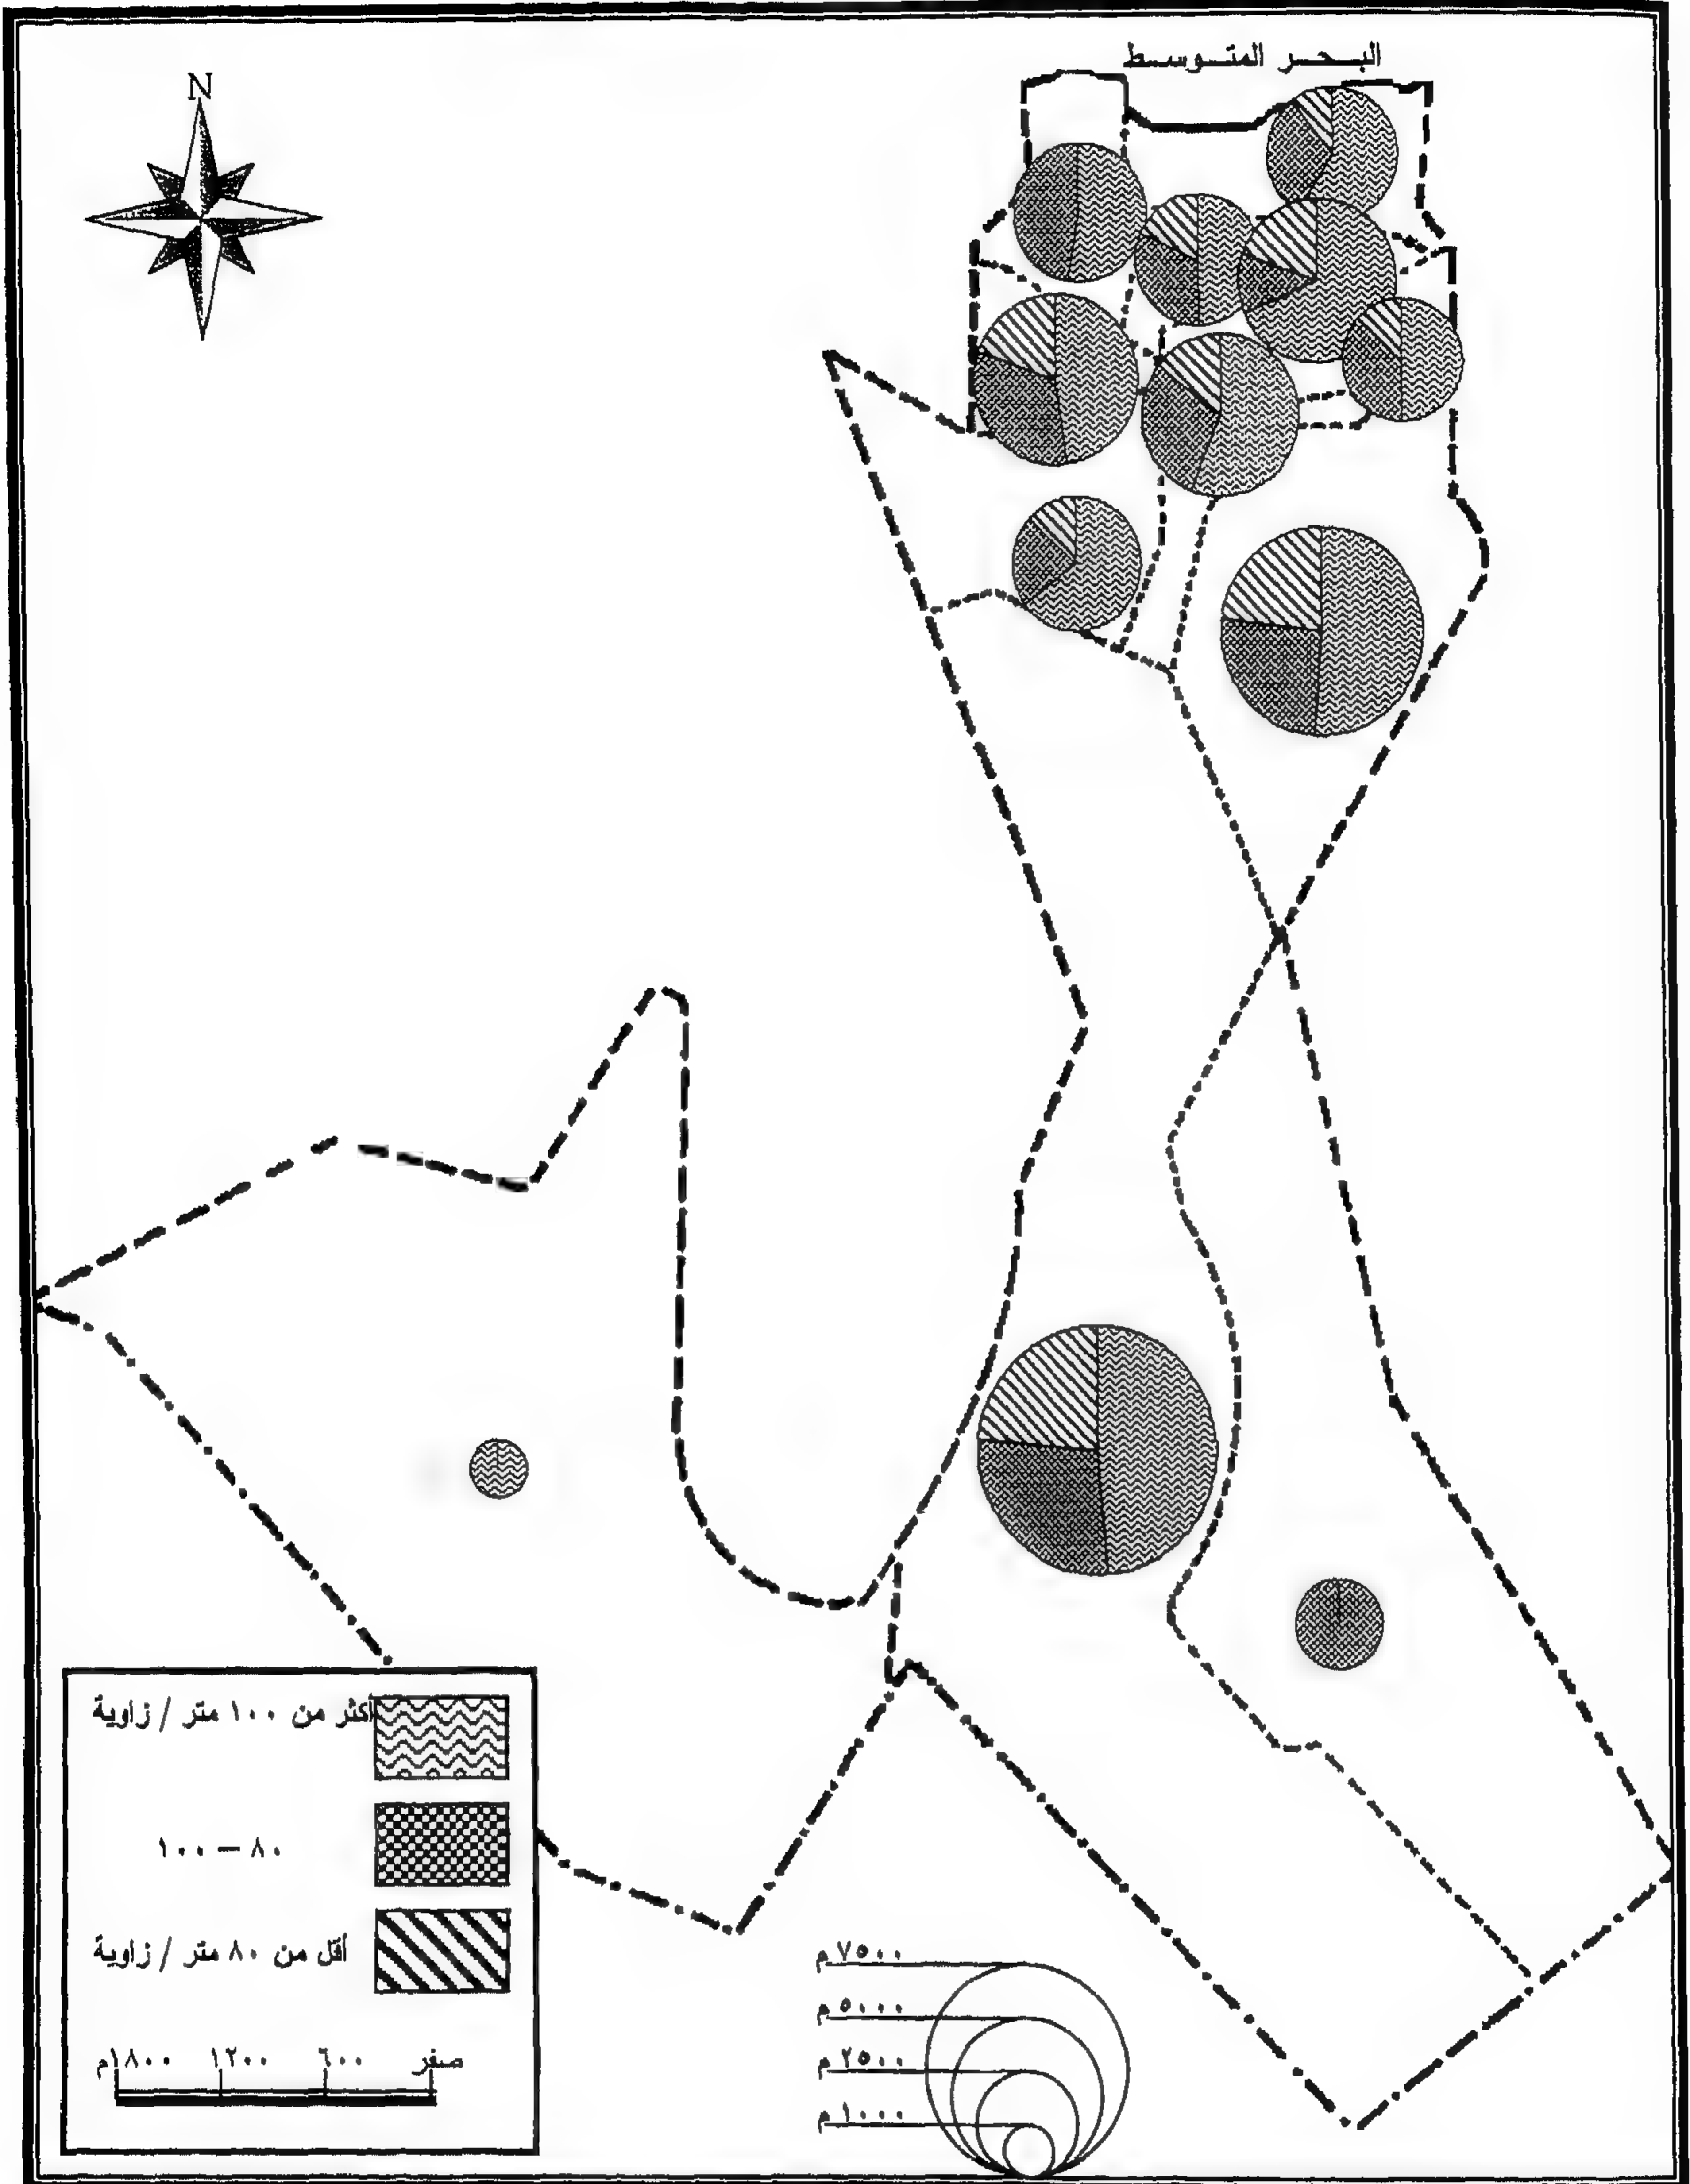 البحر المتوسط
N
أكثر من ١٠٠ متر / زاوية
٨٠ – ١٠٠
أقل من ٨٠ متر / زاوية
صفر ٦٠٠ ١٢٠٠ ١٨٠٠م
٧٥٠٠م
٥٠٠٠م
٢٥٠٠م
١٠٠٠م